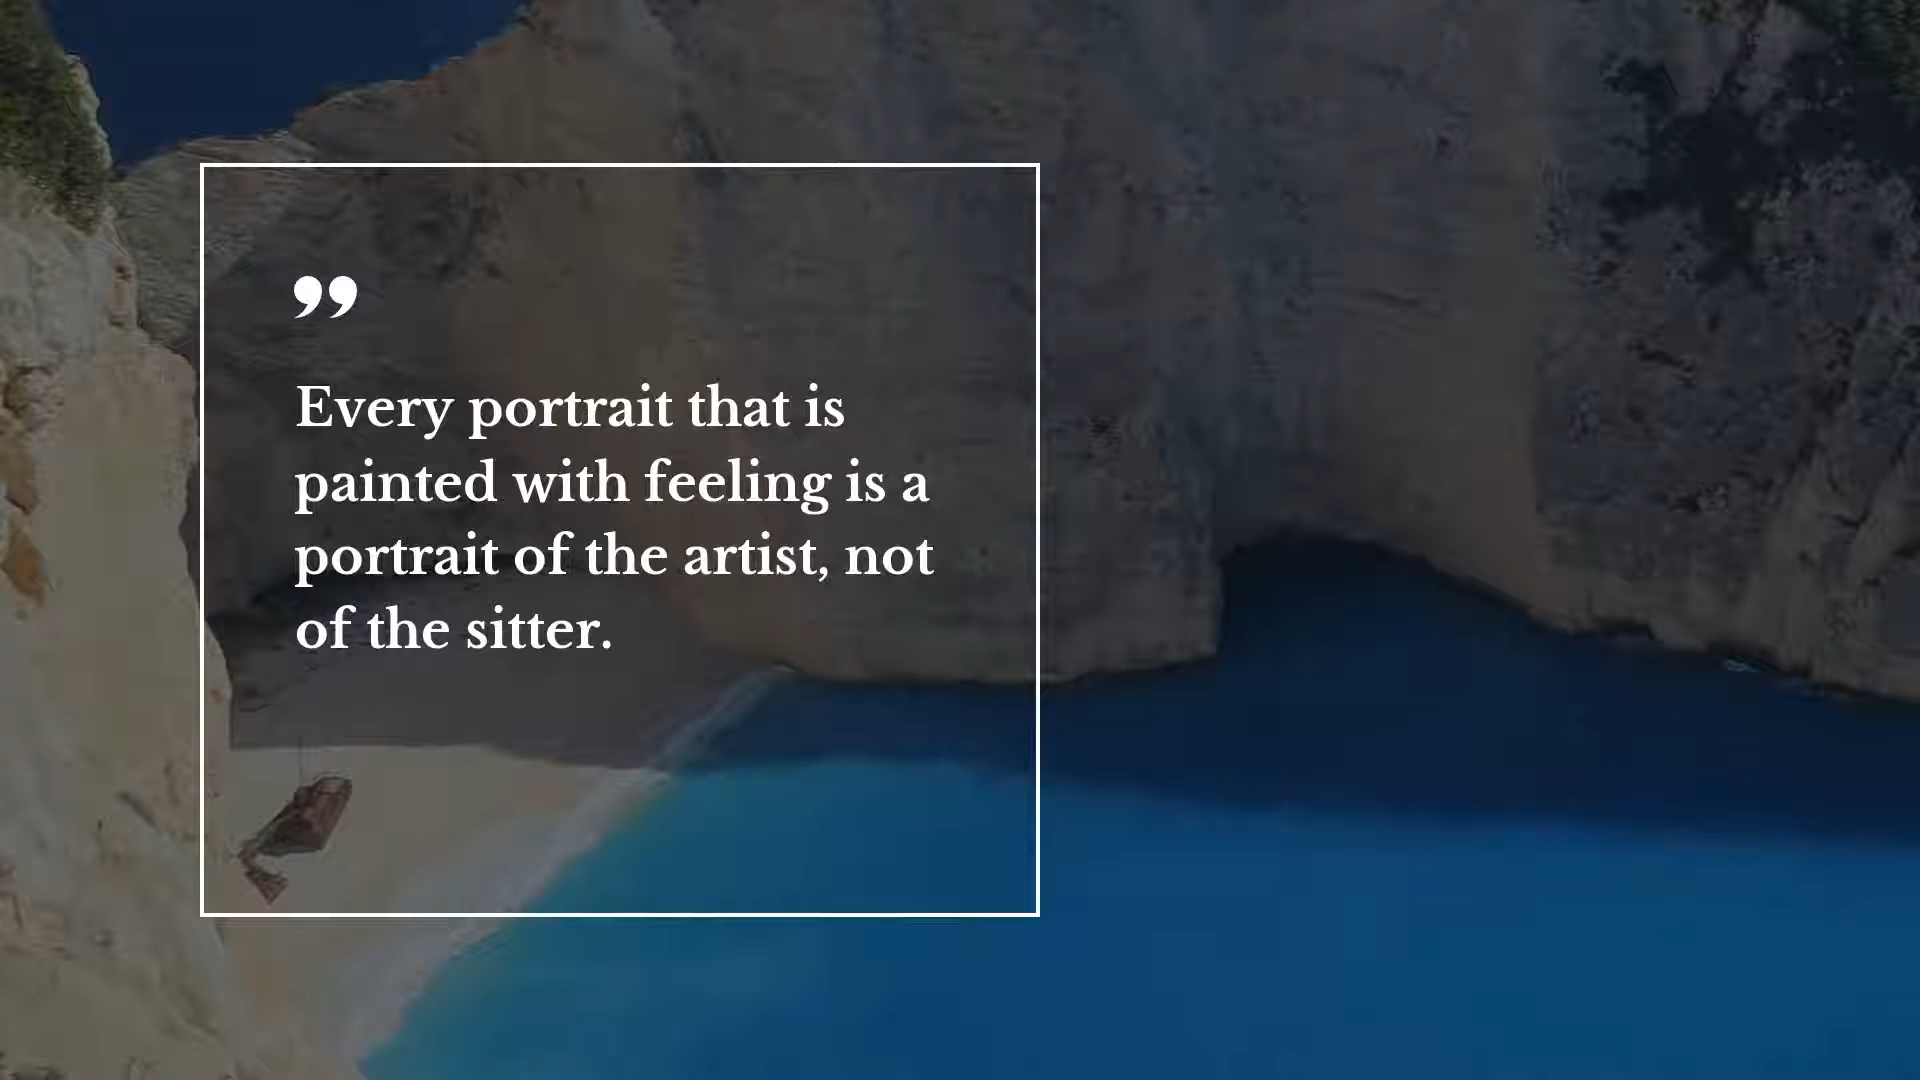 ”
Every portrait that is
painted with feeling is a
portrait of the artist, not
of the sitter.